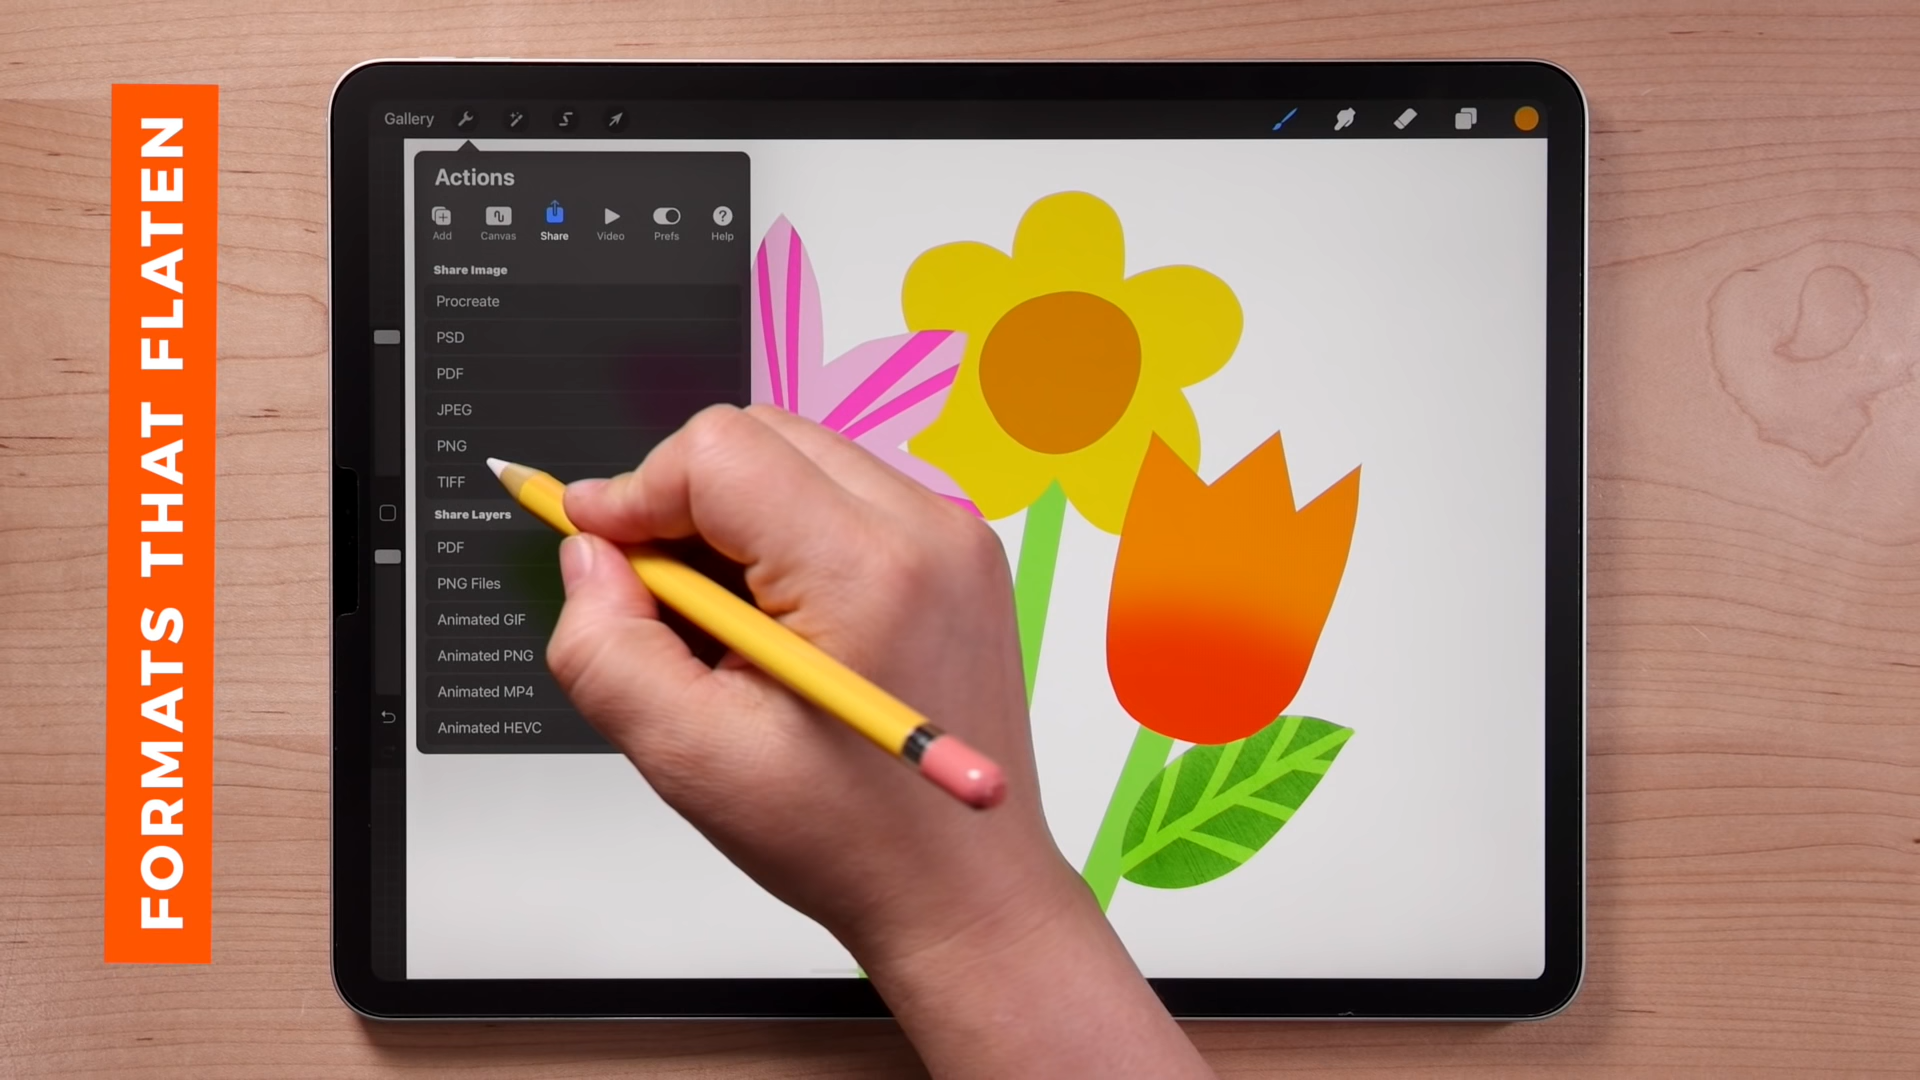 FORMATS THAT FLATEN
Gallery
Actions
Add Canvas Share Video Prefs Help
Share Image
Procreate
PSD
PDF
JPEG
PNG
TIFF
Share Layers
PDF
PNG Files
Animated GIF
Animated PNG
Animated MP4
Animated HEVC